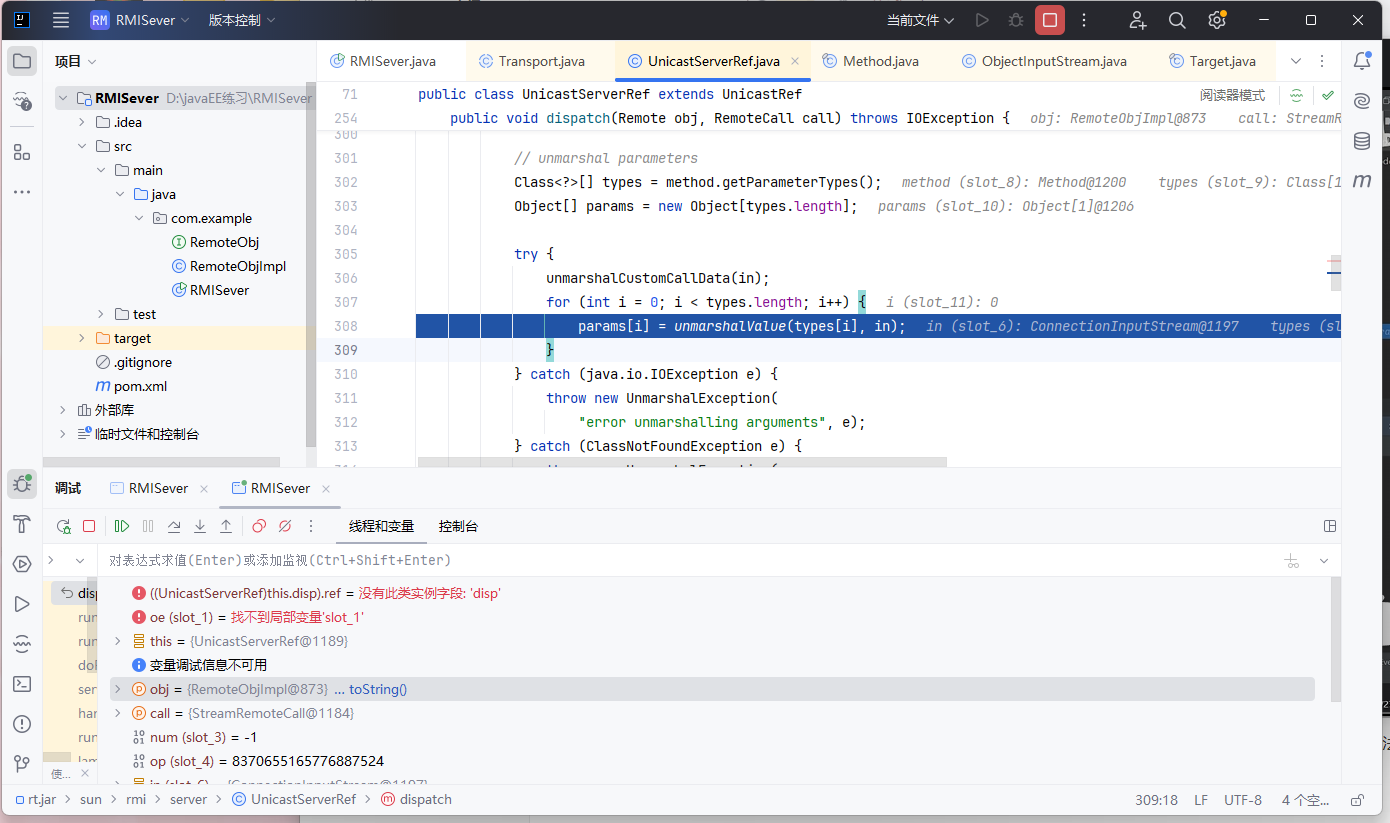 RM RMISever 版本控制 当前文件
项目
RMISever.java Transport.java UnicastServerRef.java Method.java ObjectInputStream.java Target.java
RMISever D:\javaEE练习\RMISever
.idea
src
main
java
com.example
RemoteObj
RemoteObjImpl
RMISever
test
target
.gitignore
pom.xml
外部库
临时文件和控制台
71 public class UnicastServerRef extends UnicastRef 阅读器模式
254 public void dispatch(Remote obj, RemoteCall call) throws IOException { obj: RemoteObjImpl@873 call: StreamR
300
301 // unmarshal parameters
302 Class<?>[] types = method.getParameterTypes(); method (slot_8): Method@1200 types (slot_9): Class[1
303 Object[] params = new Object[types.length]; params (slot_10): Object[1]@1206
304
305 try {
306 unmarshalCustomCallData(in);
307 for (int i = 0; i < types.length; i++) { i (slot_11): 0
308 params[i] = unmarshalValue(types[i], in); in (slot_6): ConnectionInputStream@1197 types (sl
309 }
310 } catch (java.io.IOException e) {
311 throw new UnmarshalException(
312 "error unmarshalling arguments", e);
313 } catch (ClassNotFoundException e) {
调试 RMISever RMISever
线程和变量 控制台
对表达式求值(Enter)或添加监视(Ctrl+Shift+Enter)
disp
run
run
doF
ser
har
run
lam
使...
((UnicastServerRef)this.disp).ref = 没有此类实例字段: 'disp'
oe (slot_1) = 找不到局部变量'slot_1'
this = {UnicastServerRef@1189}
变量调试信息不可用
obj = {RemoteObjImpl@873} ... toString()
call = {StreamRemoteCall@1184}
num (slot_3) = -1
op (slot_4) = 8370655165776887524
in (slot_6) = {ConnectionInputStream@1197}
rt.jar > sun > rmi > server > UnicastServerRef > dispatch 309:18 LF UTF-8 4 个空...